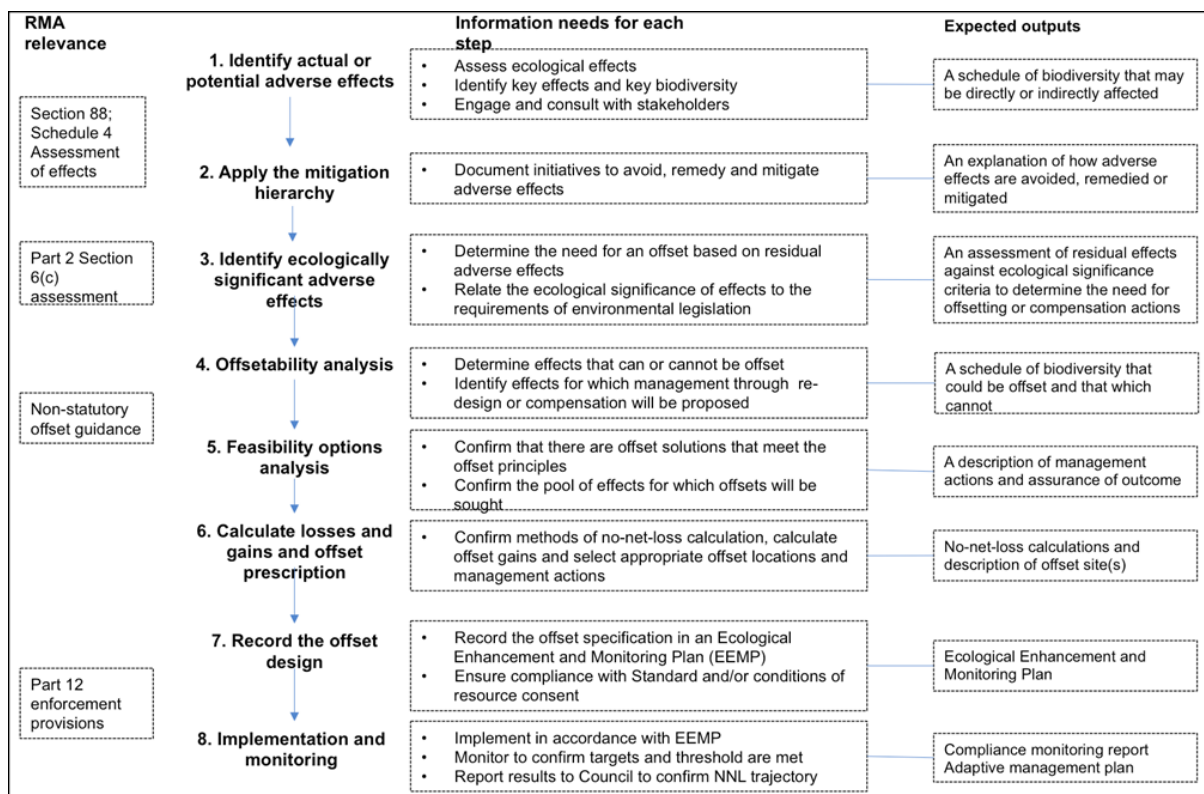 RMA
relevance
Information needs for each
step
Expected outputs
1. Identify actual or
potential adverse effects
• Assess ecological effects
• Identify key effects and key biodiversity
• Engage and consult with stakeholders
A schedule of biodiversity that may
be directly or indirectly affected
Section 88;
Schedule 4
Assessment
of effects
2. Apply the mitigation
hierarchy
• Document initiatives to avoid, remedy and mitigate
adverse effects
An explanation of how adverse
effects are avoided, remedied or
mitigated
Part 2 Section
6(c)
assessment
3. Identify ecologically
significant adverse
effects
• Determine the need for an offset based on residual
adverse effects
• Relate the ecological significance of effects to the
requirements of environmental legislation
An assessment of residual effects
against ecological significance
criteria to determine the need for
offsetting or compensation actions
4. Offsetability analysis
• Determine effects that can or cannot be offset
• Identify effects for which management through re-
design or compensation will be proposed
A schedule of biodiversity that
could be offset and that which
cannot
Non-statutory
offset guidance
5. Feasibility options
analysis
• Confirm that there are offset solutions that meet the
offset principles
• Confirm the pool of effects for which offsets will be
sought
A description of management
actions and assurance of outcome
6. Calculate losses and
gains and offset
prescription
• Confirm methods of no-net-loss calculation, calculate
offset gains and select appropriate offset locations and
management actions
No-net-loss calculations and
description of offset site(s)
7. Record the offset
design
• Record the offset specification in an Ecological
Enhancement and Monitoring Plan (EEMP)
• Ensure compliance with Standard and/or conditions of
resource consent
Ecological Enhancement and
Monitoring Plan
Part 12
enforcement
provisions
8. Implementation and
monitoring
• Implement in accordance with EEMP
• Monitor to confirm targets and threshold are met
• Report results to Council to confirm NNL trajectory
Compliance monitoring report
Adaptive management plan